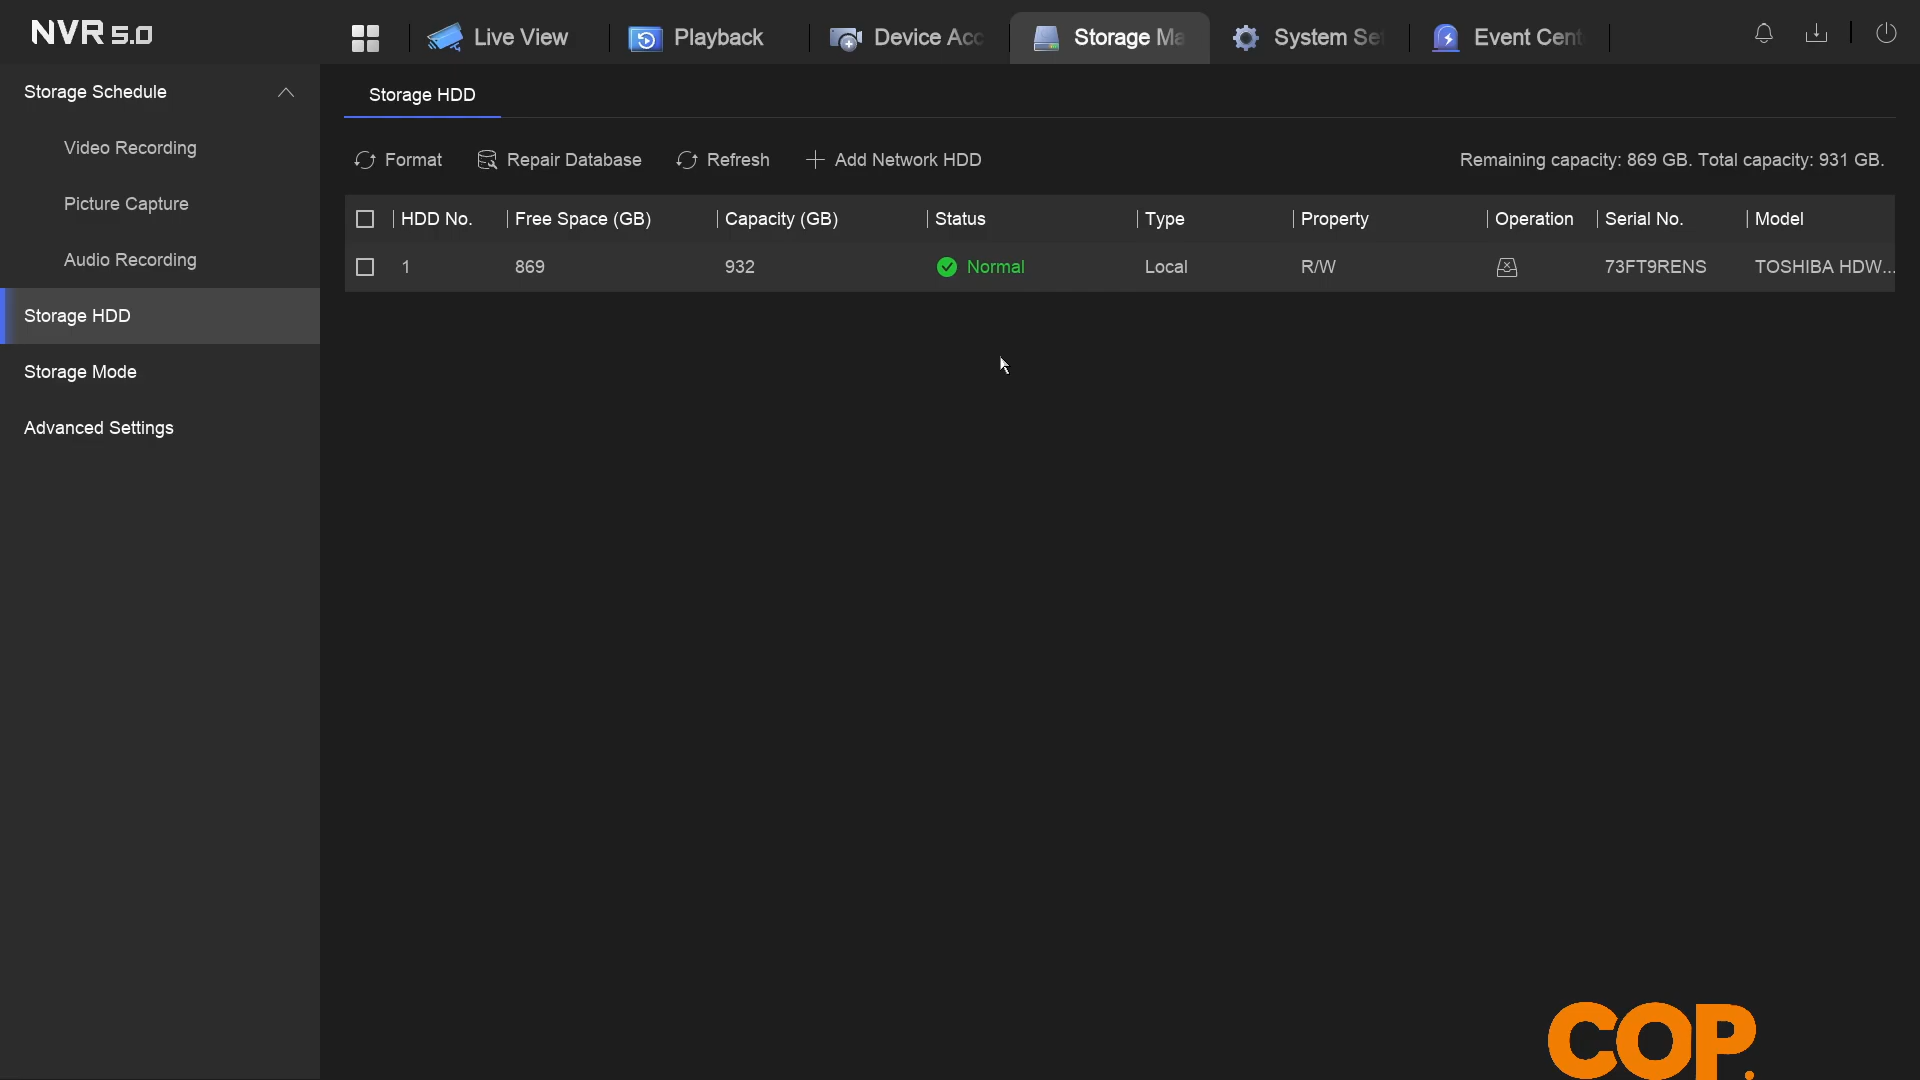 NVR 5.0
Live View
Playback
Device Acc
Storage Ma
System Se
Event Cent
Storage Schedule
Video Recording
Picture Capture
Audio Recording
Storage HDD
Storage Mode
Advanced Settings
Storage HDD
Format
Repair Database
Refresh
Add Network HDD
Remaining capacity: 869 GB. Total capacity: 931 GB.
HDD No. Free Space (GB) Capacity (GB) Status Type Property Operation Serial No. Model
1 869 932 Normal Local R/W 73FT9RENS TOSHIBA HDW...
COP.